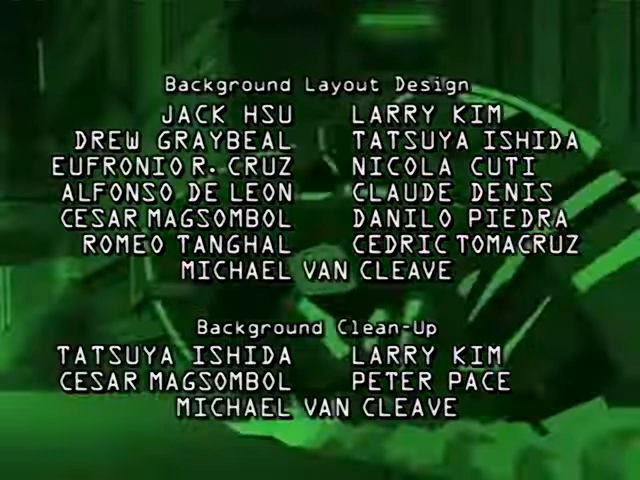 Background Layout Design
JACK HSU LARRY KIM
DREW GRAYBEAL TATSUYA ISHIDA
EUFRONIO R. CRUZ NICOLA CUTI
ALFONSO DE LEON CLAUDE DENIS
CESAR MAGSOMBOL DANILO PIEDRA
ROMEO TANGHAL CEDRIC TOMACRUZ
MICHAEL VAN CLEAVE
Background Clean-Up
TATSUYA ISHIDA LARRY KIM
CESAR MAGSOMBOL PETER PACE
MICHAEL VAN CLEAVE